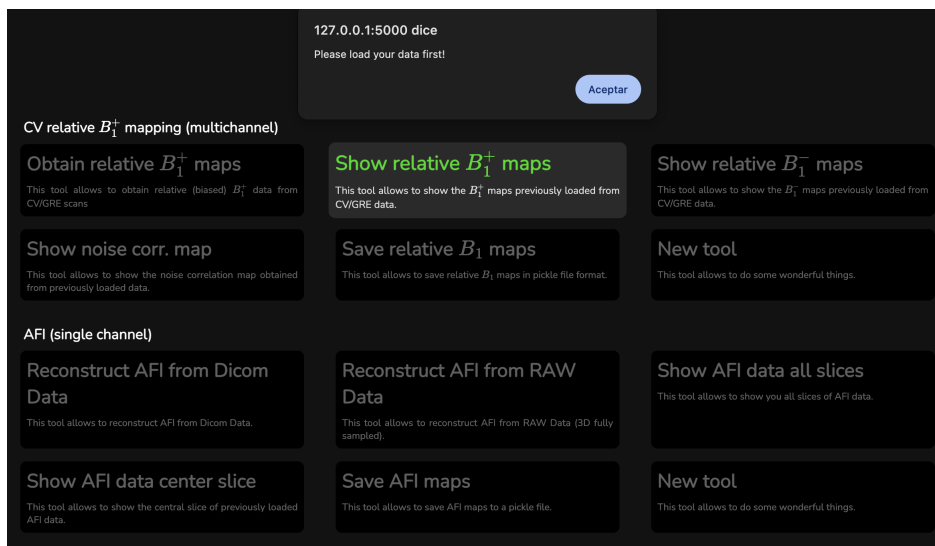 127.0.0.1:5000 dice
Please load your data first!
Aceptar
CV relative B₁⁺ mapping (multichannel)
Obtain relative B₁⁺ maps
This tool allows to obtain relative (biased) B₁⁺ data from
CV/GRE scans
Show relative B₁⁺ maps
This tool allows to show the B₁⁺ maps previously loaded from
CV/GRE data.
Show relative B₁⁻ maps
This tool allows to show the B₁⁻ maps previously loaded from
CV/GRE data.
Show noise corr. map
This tool allows to show the noise correlation map obtained
from previously loaded data.
Save relative B₁ maps
This tool allows to save relative B₁ maps in pickle file format.
New tool
This tool allows to do some wonderful things.
AFI (single channel)
Reconstruct AFI from Dicom
Data
This tool allows to reconstruct AFI from Dicom Data.
Reconstruct AFI from RAW
Data
This tool allows to reconstruct AFI from RAW Data (3D fully
sampled).
Show AFI data all slices
This tool allows to show you all slices of AFI data.
Show AFI data center slice
This tool allows to show the central slice of previously loaded
AFI data.
Save AFI maps
This tool allows to save AFI maps to a pickle file.
New tool
This tool allows to do some wonderful things.